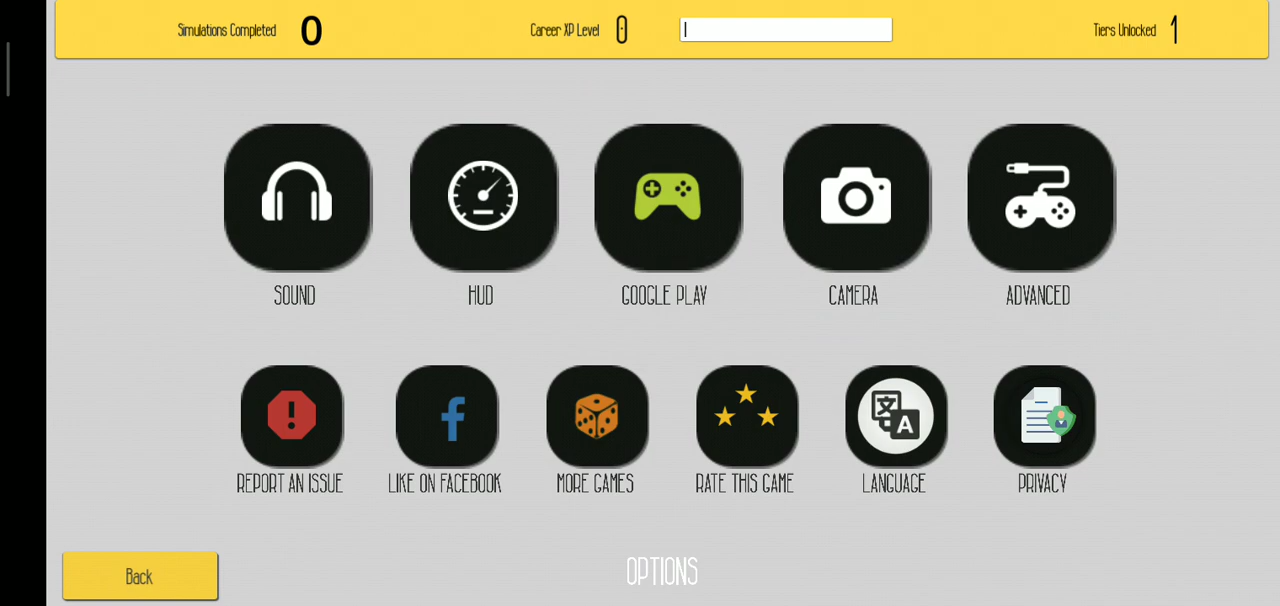 Simulations Completed 0 Career XP Level 0 Tiers Unlocked 1
SOUND HUD GOOGLE PLAY CAMERA ADVANCED
REPORT AN ISSUE LIKE ON FACEBOOK MORE GAMES RATE THIS GAME LANGUAGE PRIVACY
Back OPTIONS